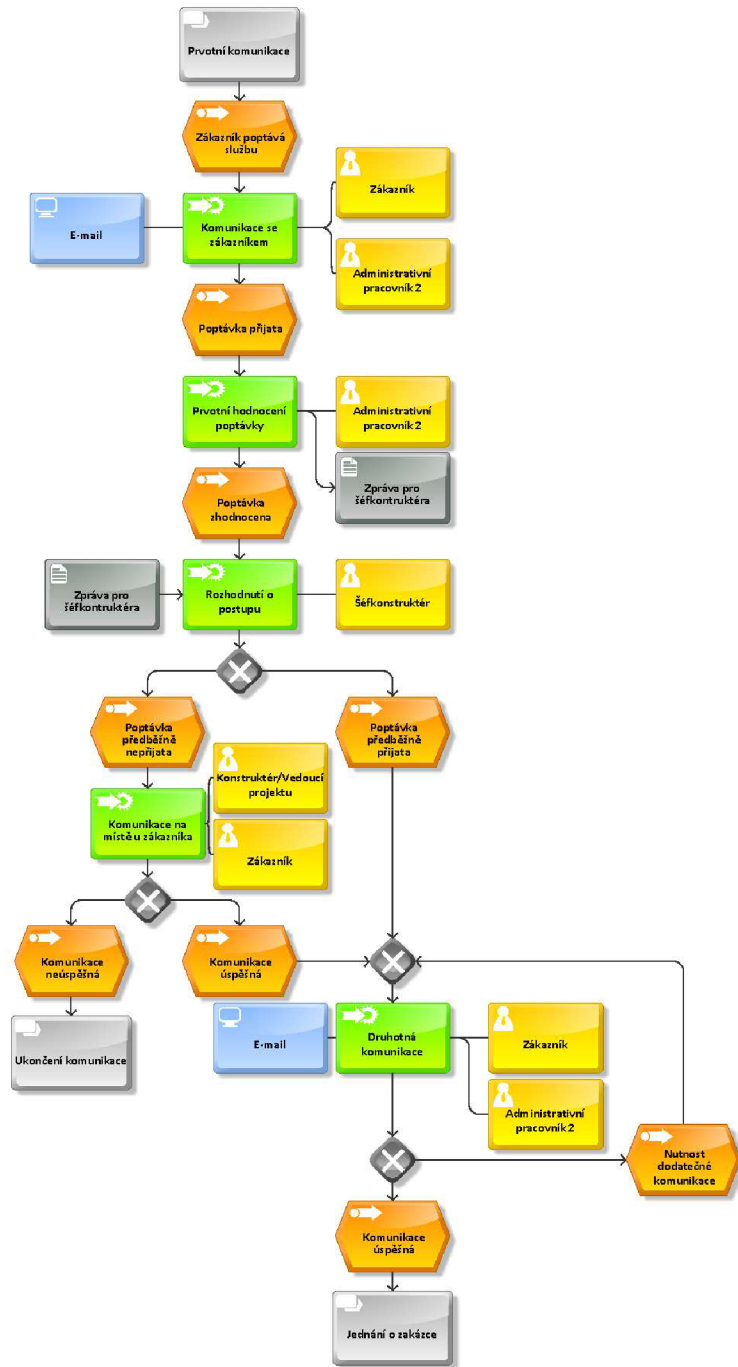 Prvotní komunikace
Zákazník poptává
službu
E-mail
Komunikace se
zákazníkem
Zákazník
Administrativní
pracovník 2
Poptávka přijata
Prvotní hodnocení
poptávky
Administrativní
pracovník 2
Zpráva pro
šéfkontruktéra
Poptávka
zhodnocena
Zpráva pro
šéfkontruktéra
Rozhodnutí o
postupu
Šéfkonstruktér
Poptávka
předběžně
nepřijata
Poptávka
předběžně
přijata
Konstruktér/Vedoucí
projektu
Komunikace na
místě u zákazníka
Zákazník
Komunikace
neúspěšná
Komunikace
úspěšná
Ukončení komunikace
E-mail
Druhotná
komunikace
Zákazník
Administrativní
pracovník 2
Nutnost
dodatečné
komunikace
Komunikace
úspěšná
Jednání o zakázce